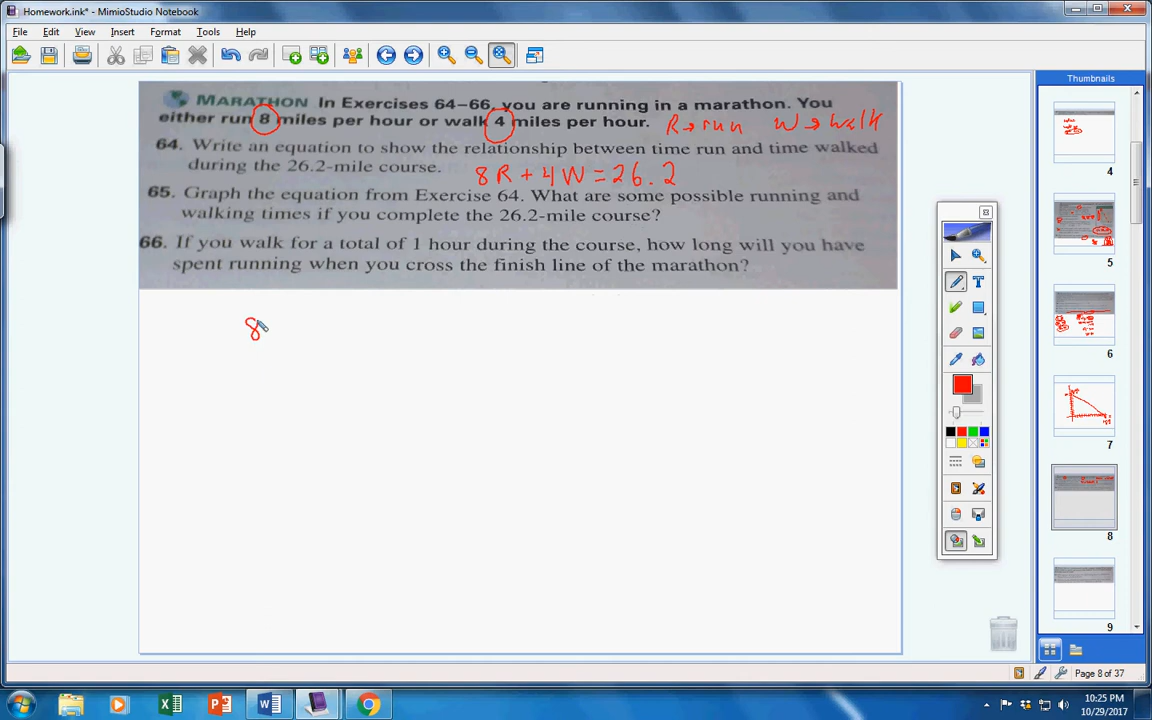 Homework.ink* - MimioStudio Notebook
File Edit View Insert Format Tools Help
MARATHON In Exercises 64–66, you are running in a marathon. You
either run 8 miles per hour or walk 4 miles per hour. R→run W→walk
64. Write an equation to show the relationship between time run and time walked
during the 26.2-mile course. 8R + 4W = 26.2
65. Graph the equation from Exercise 64. What are some possible running and
walking times if you complete the 26.2-mile course?
66. If you walk for a total of 1 hour during the course, how long will you have
spent running when you cross the finish line of the marathon?
8
T
Thumbnails
4
5
6
7
8
9
Page 8 of 37
10:25 PM
10/29/2017